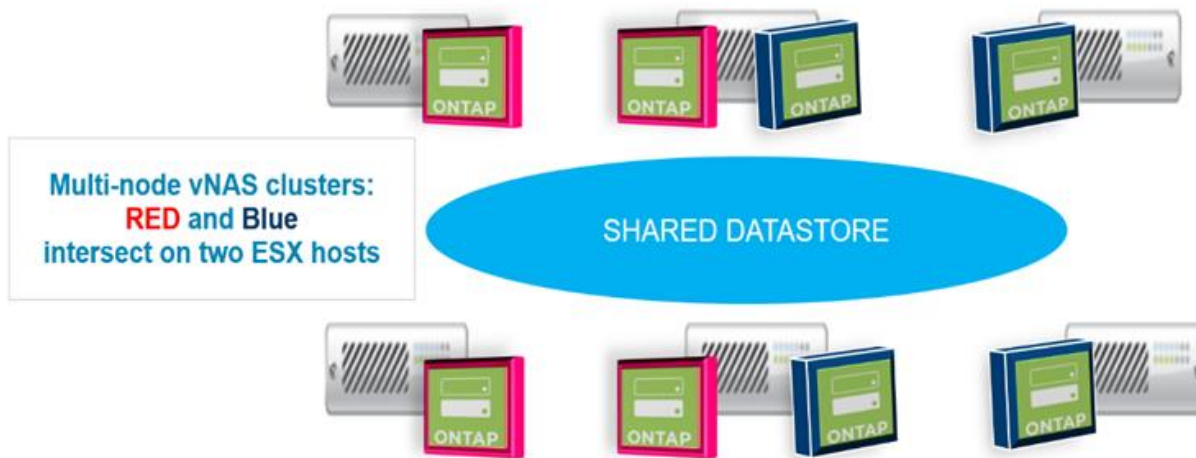 ONTAP
ONTAP
ONTAP
ONTAP
Multi-node vNAS clusters:
RED and Blue
intersect on two ESX hosts
SHARED DATASTORE
ONTAP
ONTAP
ONTAP
ONTAP